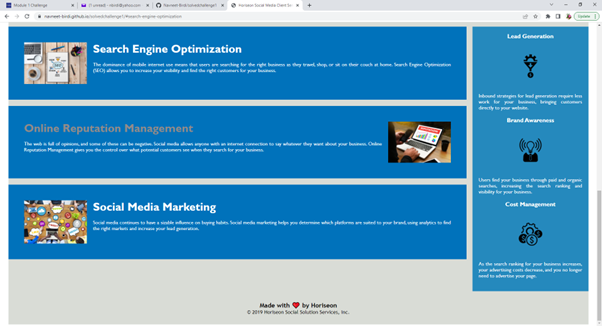 Module 1 Challenge
(1 unread) - nitcsk@yahoo.com
Navneet-Birdi/solvedchallenge1:
Horiseon Social Media Client Ser
navneet-birdi.github.io/solvedchallenge1/#search-engine-optimization
Update
Search Engine Optimization
The dominance of mobile internet use means that users are searching for the right business as they travel, shop, or sit on their couch at home. Search Engine Optimization
(SEO) allows you to increase your visibility and find the right customers for your business.
Online Reputation Management
The web is full of opinions, and some of these can be negative. Social media allows anyone with an internet connection to say whatever they want about your business. Online
Reputation Management gives you the control over what potential customers see when they search for your business.
Social Media Marketing
Social media continues to have a sizable influence on buying habits. Social media marketing helps you determine which platforms are suited to your brand, using analytics to find
the right markets and increase your lead generation.
Lead Generation
Inbound strategies for lead generation require less
work for your business, bringing customers
directly to your website.
Brand Awareness
Users find your business through paid and organic
searches, increasing the search ranking and
visibility for your business.
Cost Management
As the search ranking for your business increases,
your advertising costs decrease, and you no longer
need to advertise your page.
Made with ❤️ by Horiseon
© 2019 Horiseon Social Solution Services, Inc.